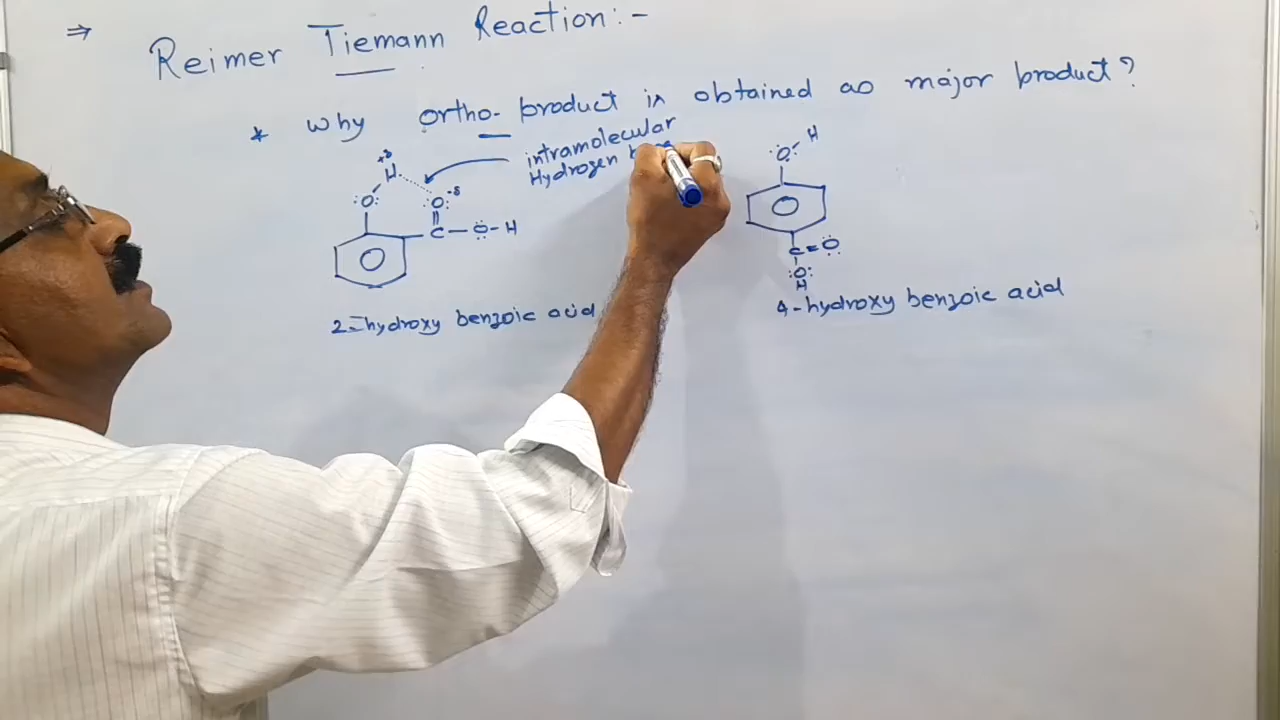 ⇒ Reimer Tiemann Reaction:-
* Why ortho- product is obtained as major product?
intramolecular
Hydrogen
+δ
H
:O:
:O: -δ
C - Ö - H
2-hydroxy benzoic acid
H
:O:
C = Ö
:O:
H
4-hydroxy benzoic acid